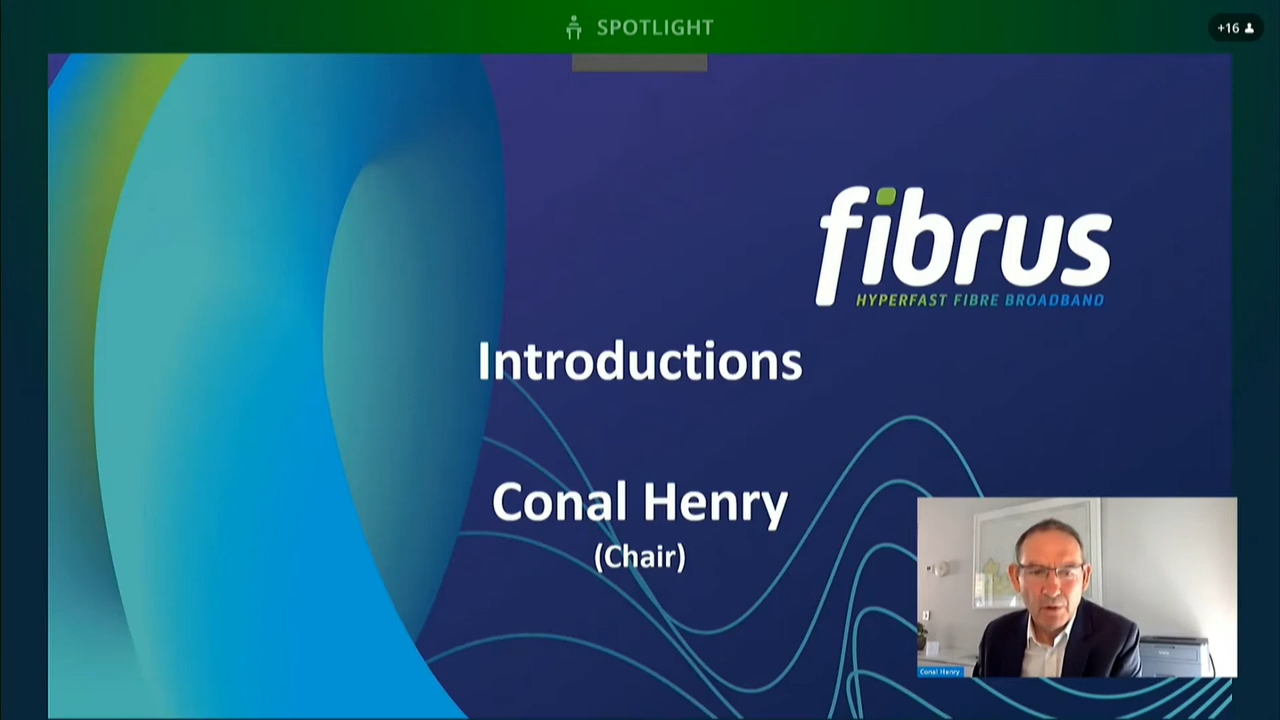 SPOTLIGHT
+16
fibrus
HYPERFAST FIBRE BROADBAND
Introductions
Conal Henry
(Chair)
Conal Henry